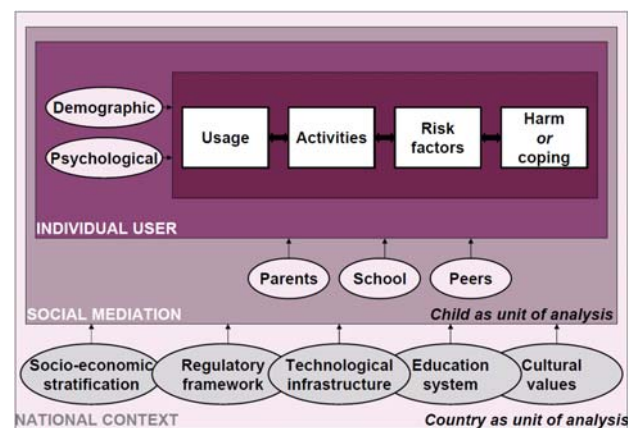 Demographic
Psychological
Usage
Activities
Risk
factors
Harm
or
coping
INDIVIDUAL USER
Parents
School
Peers
SOCIAL MEDIATION
Child as unit of analysis
Socio-economic
stratification
Regulatory
framework
Technological
infrastructure
Education
system
Cultural
values
NATIONAL CONTEXT
Country as unit of analysis